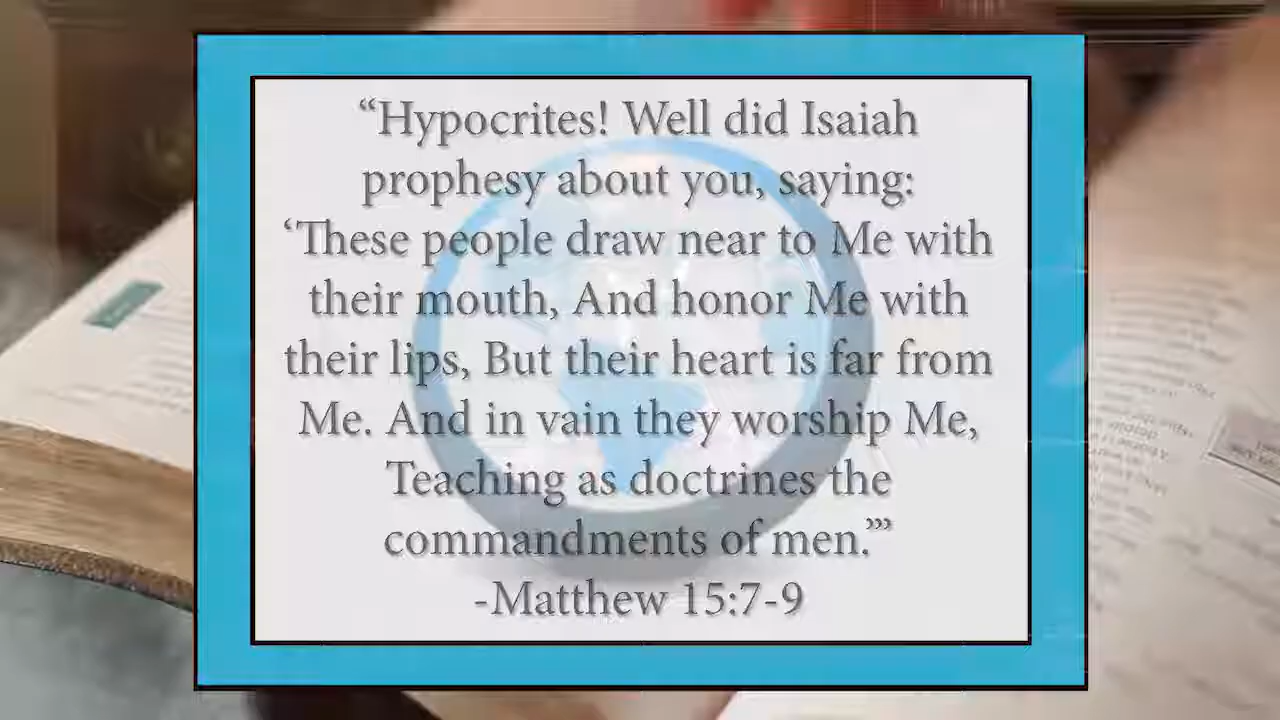 “Hypocrites! Well did Isaiah
prophesy about you, saying:
‘These people draw near to Me with
their mouth, And honor Me with
their lips, But their heart is far from
Me. And in vain they worship Me,
Teaching as doctrines the
commandments of men.’”
-Matthew 15:7-9